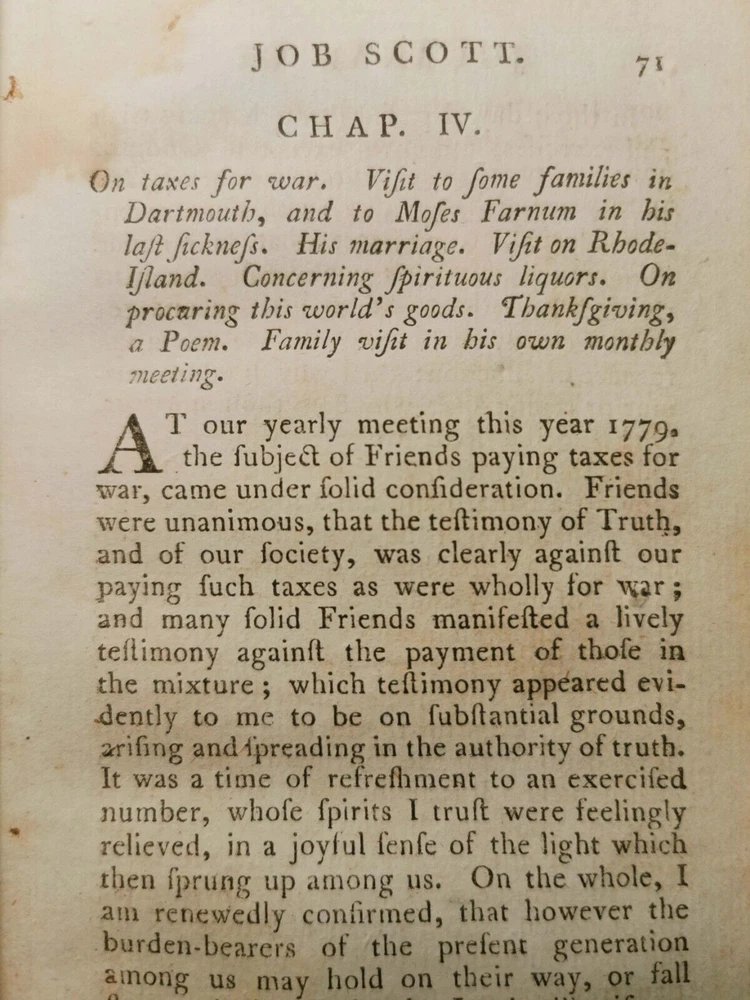 JOB SCOTT. 71
CHAP. IV.
On taxes for war. Viſit to ſome families in
Dartmouth, and to Moſes Farnum in his
laſt ſickneſs. His marriage. Viſit on Rhode-
Iſland. Concerning ſpirituous liquors. On
procuring this world's goods. Thankſgiving,
a Poem. Family viſit in his own monthly
meeting.
AT our yearly meeting this year 1779,
the ſubject of Friends paying taxes for
war, came under ſolid conſideration. Friends
were unanimous, that the teſtimony of Truth,
and of our ſociety, was clearly againſt our
paying ſuch taxes as were wholly for war;
and many ſolid Friends manifeſted a lively
teſtimony againſt the payment of thoſe in
the mixture; which teſtimony appeared evi-
dently to me to be on ſubſtantial grounds,
ariſing and ſpreading in the authority of truth.
It was a time of refreſhment to an exerciſed
number, whoſe ſpirits I truſt were feelingly
relieved, in a joyful ſenſe of the light which
then ſprung up among us. On the whole, I
am renewedly confirmed, that however the
burden-bearers of the preſent generation
among us may hold on their way, or fall